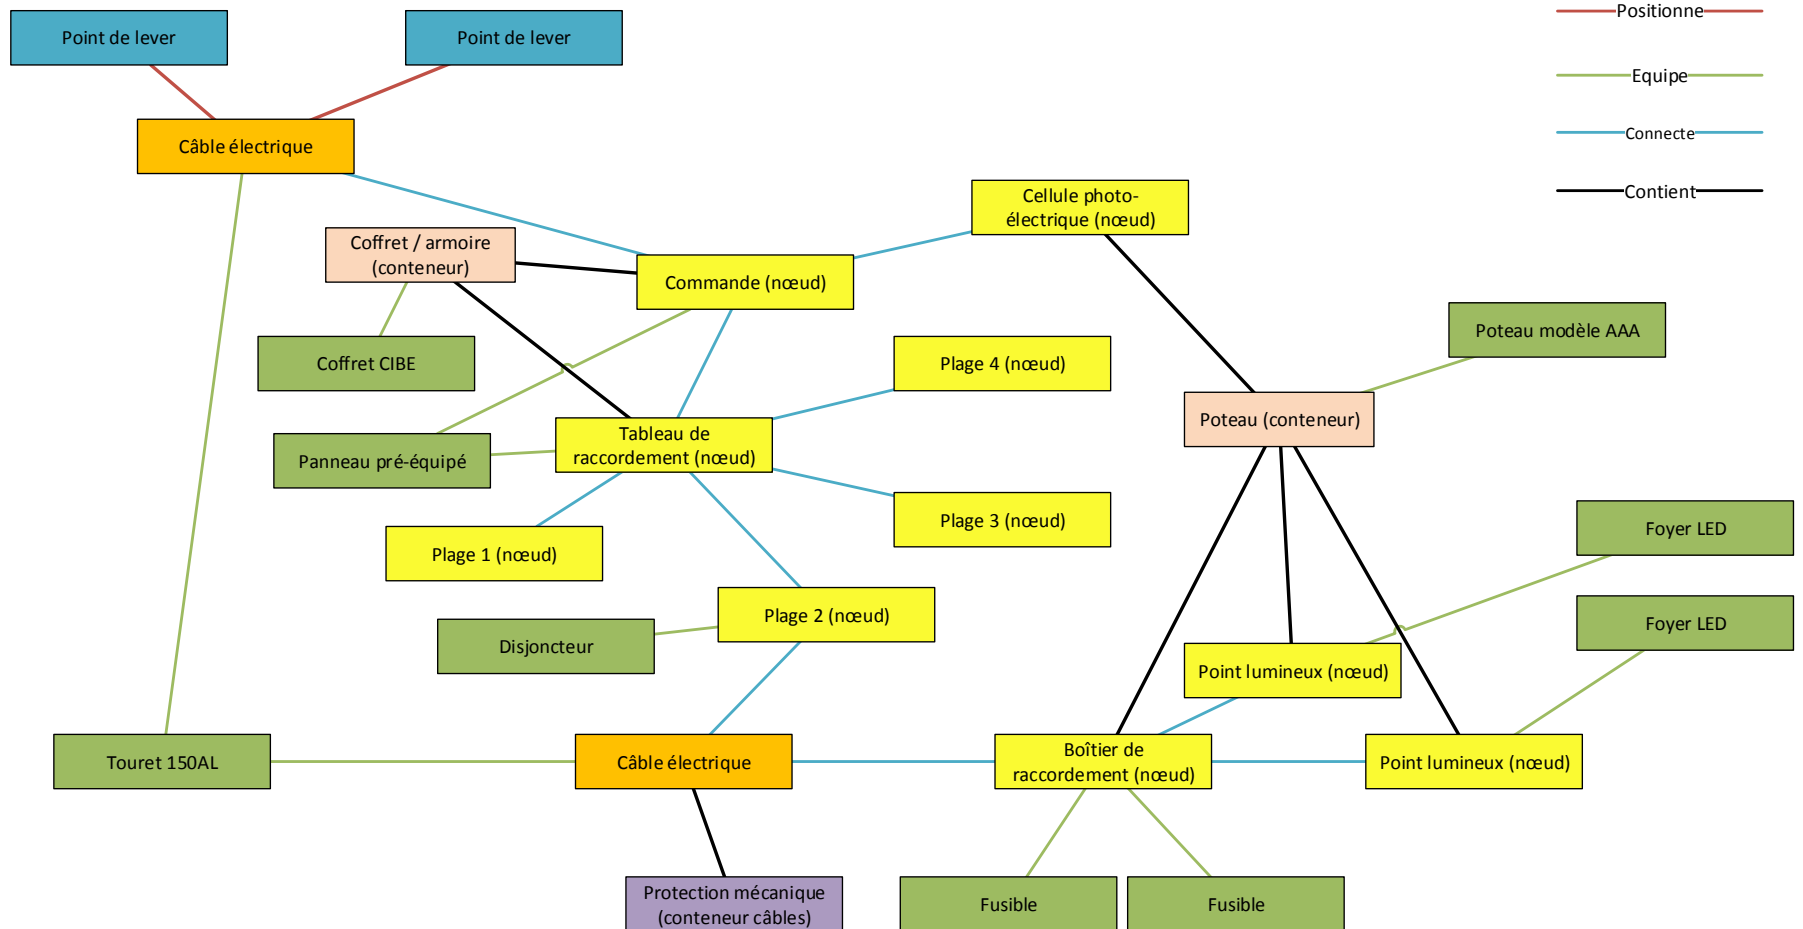 Positionne
Point de lever
Point de lever
Equipe
Connecte
Câble électrique
Contient
Cellule photo-
électrique (nœud)
Coffret / armoire
(conteneur)
Commande (nœud)
Poteau modèle AAA
Coffret CIBE
Plage 4 (nœud)
Poteau (conteneur)
Tableau de
raccordement (nœud)
Panneau pré-équipé
Plage 3 (nœud)
Foyer LED
Plage 1 (nœud)
Plage 2 (nœud)
Foyer LED
Disjoncteur
Point lumineux (nœud)
Touret 150AL
Câble électrique
Boîtier de
raccordement (nœud)
Point lumineux (nœud)
Protection mécanique
(conteneur câbles)
Fusible
Fusible